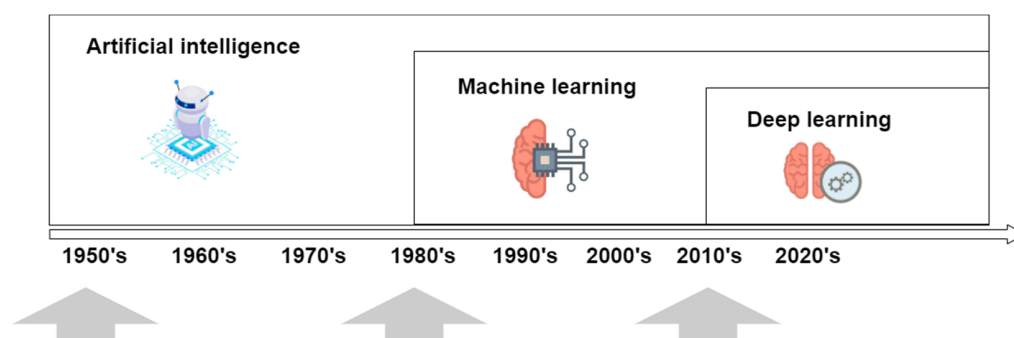 Artificial intelligence
Machine learning
Deep learning
1950's 1960's 1970's 1980's 1990's 2000's 2010's 2020's